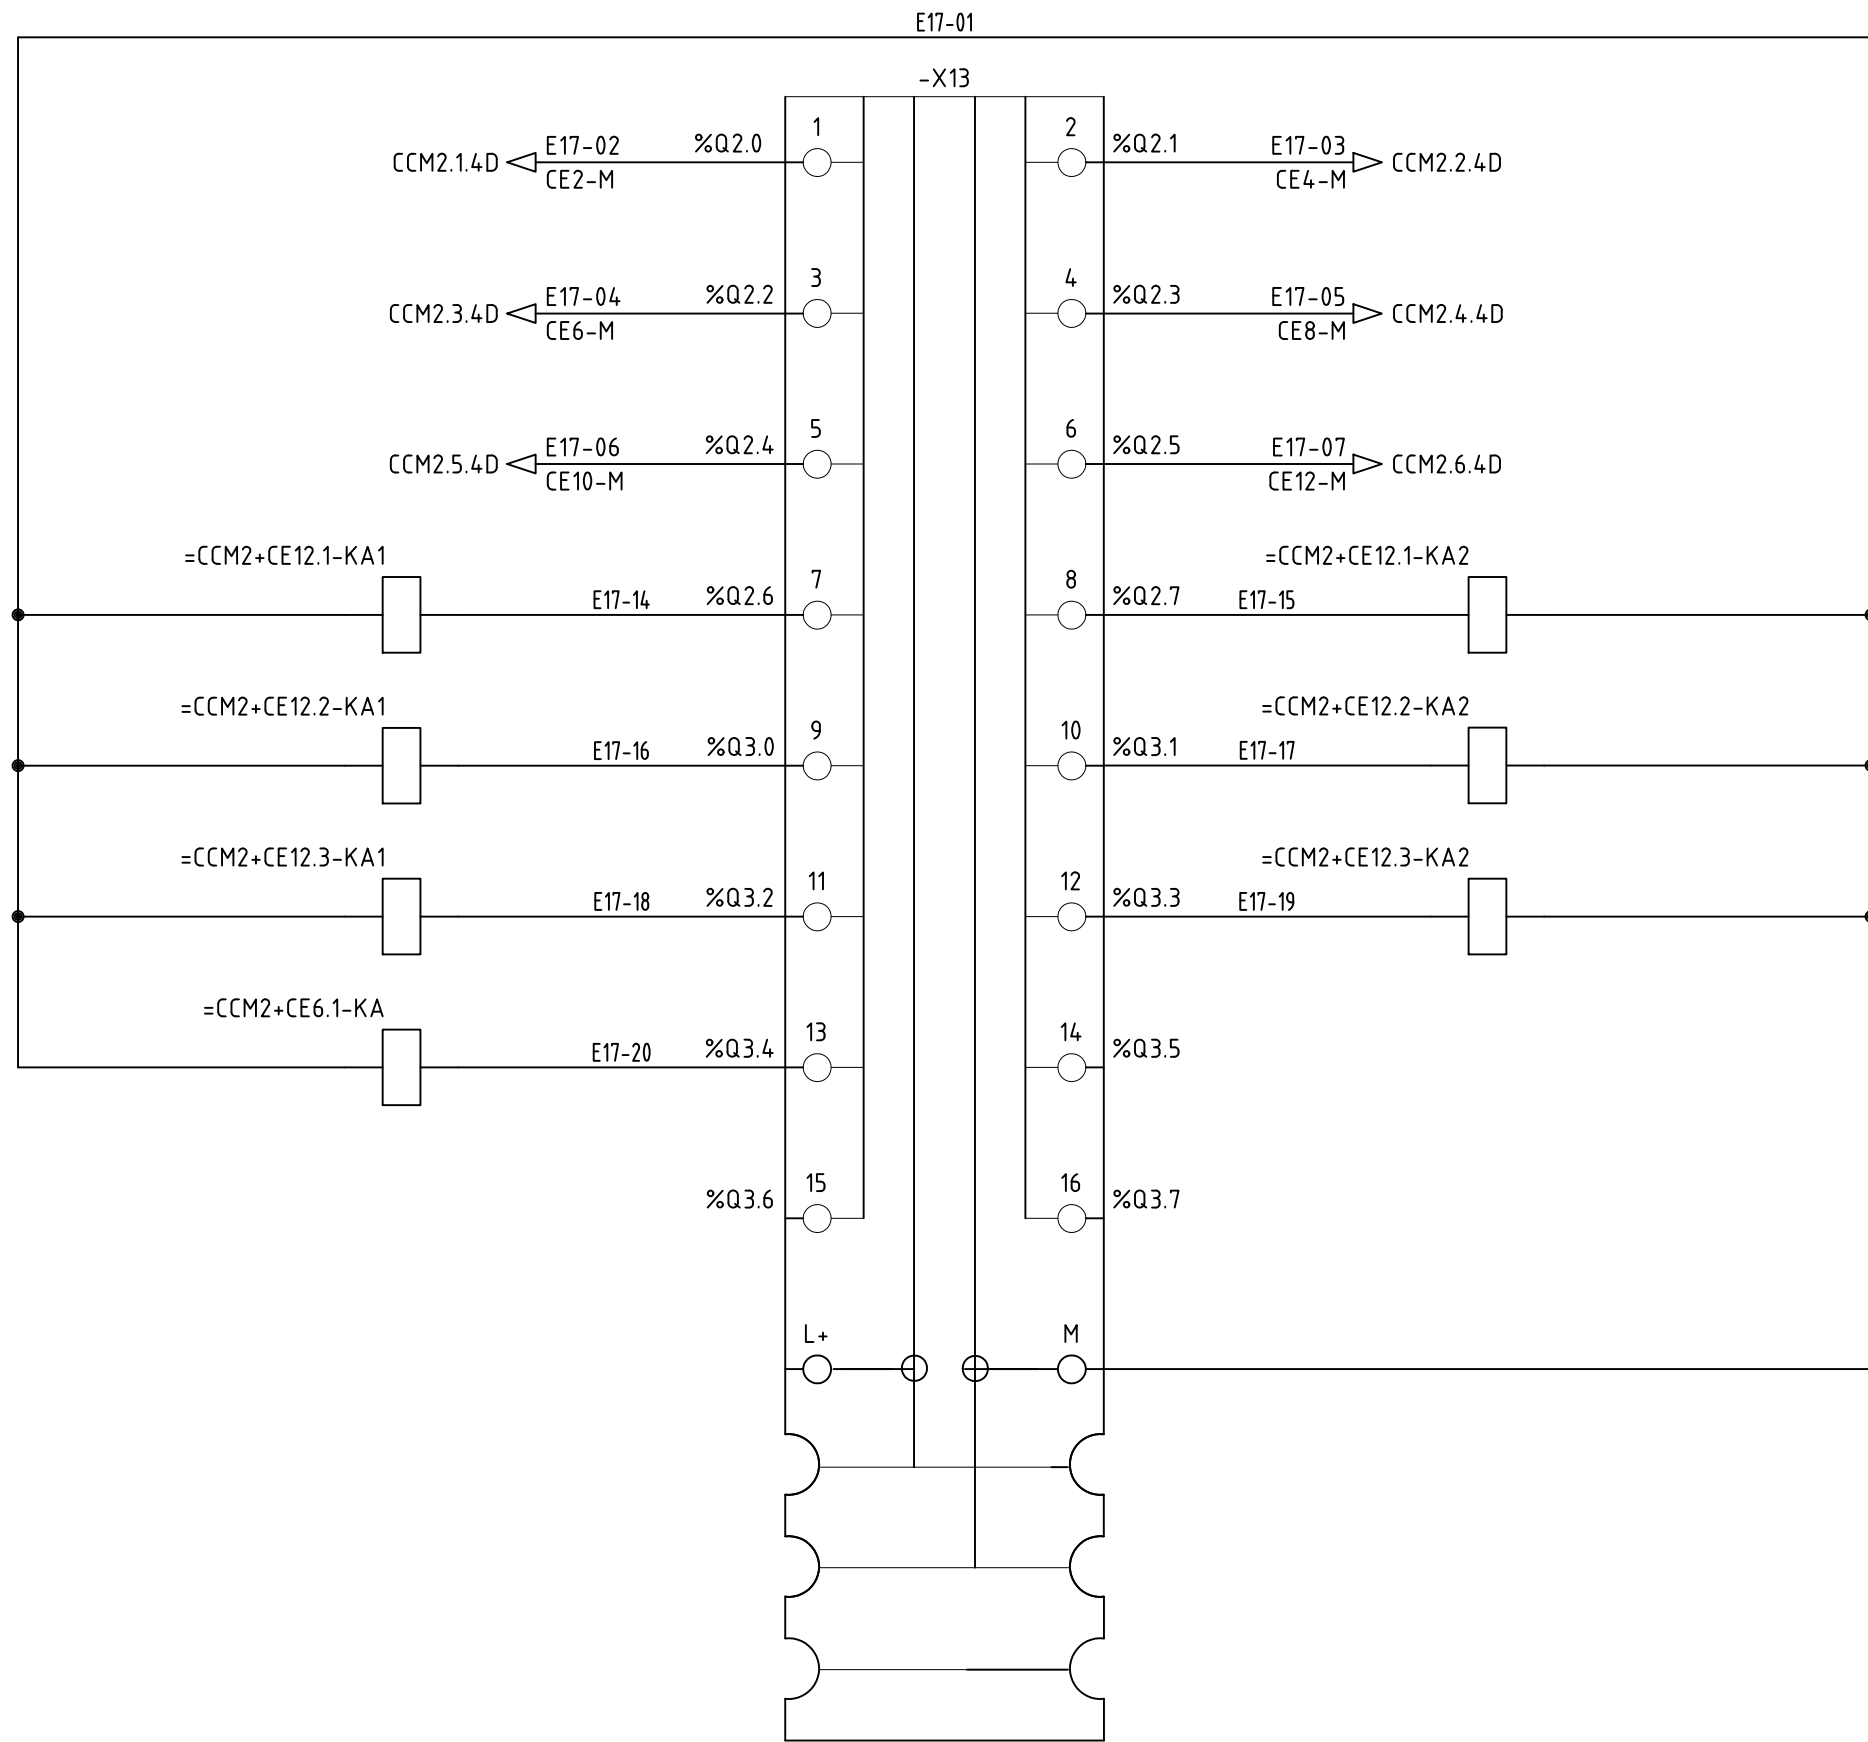 E17-01
-X13
1 2
CCM2.1.4D E17-02 %Q2.0 %Q2.1 E17-03 CCM2.2.4D
CE2-M CE4-M
3 4
CCM2.3.4D E17-04 %Q2.2 %Q2.3 E17-05 CCM2.4.4D
CE6-M CE8-M
5 6
CCM2.5.4D E17-06 %Q2.4 %Q2.5 E17-07 CCM2.6.4D
CE10-M CE12-M
=CCM2+CE12.1-KA1 =CCM2+CE12.1-KA2
7 8
E17-14 %Q2.6 %Q2.7 E17-15
=CCM2+CE12.2-KA1 =CCM2+CE12.2-KA2
9 10
E17-16 %Q3.0 %Q3.1 E17-17
=CCM2+CE12.3-KA1 =CCM2+CE12.3-KA2
11 12
E17-18 %Q3.2 %Q3.3 E17-19
=CCM2+CE6.1-KA
13 14
E17-20 %Q3.4 %Q3.5
15 16
%Q3.6 %Q3.7
L+ M